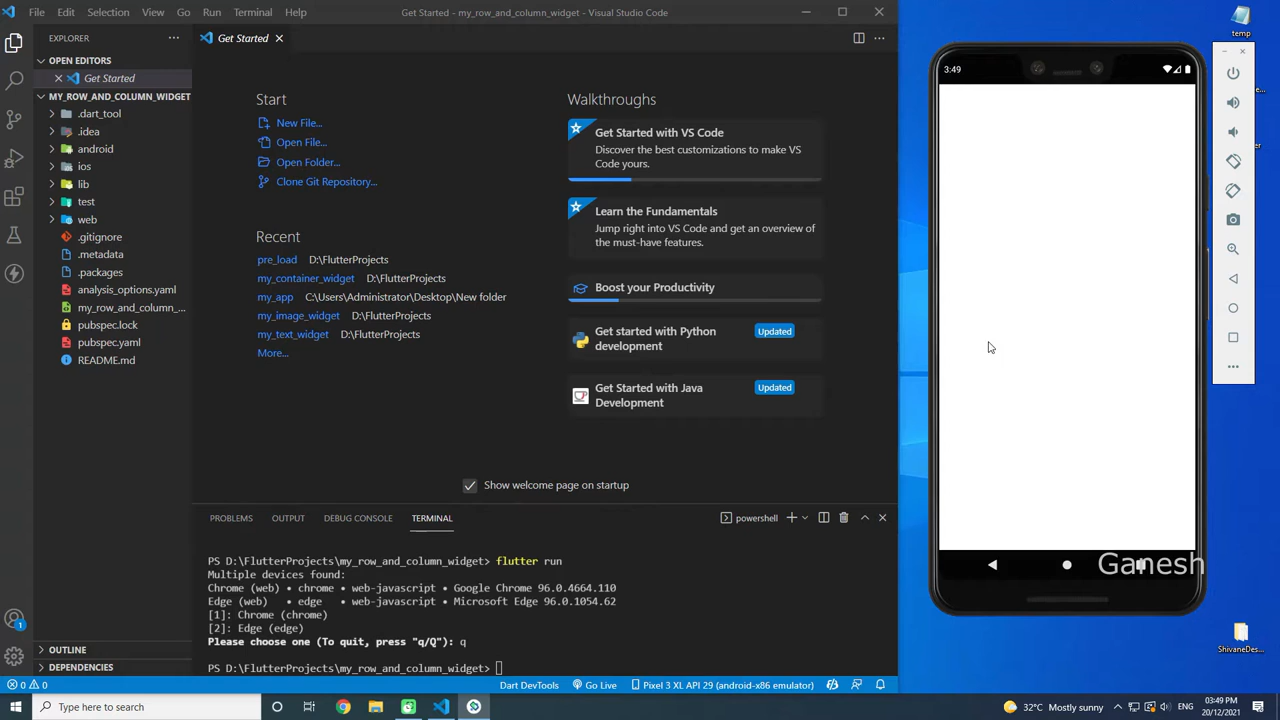 File Edit Selection View Go Run Terminal Help
Get Started - my_row_and_column_widget - Visual Studio Code
EXPLORER
OPEN EDITORS
Get Started
MY_ROW_AND_COLUMN_WIDGET
.dart_tool
.idea
android
ios
lib
test
web
.gitignore
.metadata
.packages
analysis_options.yaml
my_row_and_column_...
pubspec.lock
pubspec.yaml
README.md
OUTLINE
DEPENDENCIES
Get Started
Start
New File...
Open File...
Open Folder...
Clone Git Repository...
Recent
pre_load D:\FlutterProjects
my_container_widget D:\FlutterProjects
my_app C:\Users\Administrator\Desktop\New folder
my_image_widget D:\FlutterProjects
my_text_widget D:\FlutterProjects
More...
Walkthroughs
Get Started with VS Code
Discover the best customizations to make VS
Code yours.
Learn the Fundamentals
Jump right into VS Code and get an overview of
the must-have features.
Boost your Productivity
Get started with Python
development
Updated
Get Started with Java
Development
Updated
Show welcome page on startup
PROBLEMS OUTPUT DEBUG CONSOLE TERMINAL
powershell
PS D:\FlutterProjects\my_row_and_column_widget> flutter run
Multiple devices found:
Chrome (web) • chrome • web-javascript • Google Chrome 96.0.4664.110
Edge (web) • edge • web-javascript • Microsoft Edge 96.0.1054.62
[1]: Chrome (chrome)
[2]: Edge (edge)
Please choose one (To quit, press "q/Q"): q
PS D:\FlutterProjects\my_row_and_column_widget>
0 0
Dart DevTools
Go Live
Pixel 3 XL API 29 (android-x86 emulator)
3:49
Ganesh
temp
ShivaneDes...
1
Type here to search
32°C Mostly sunny
ENG
03:49 PM
20/12/2021